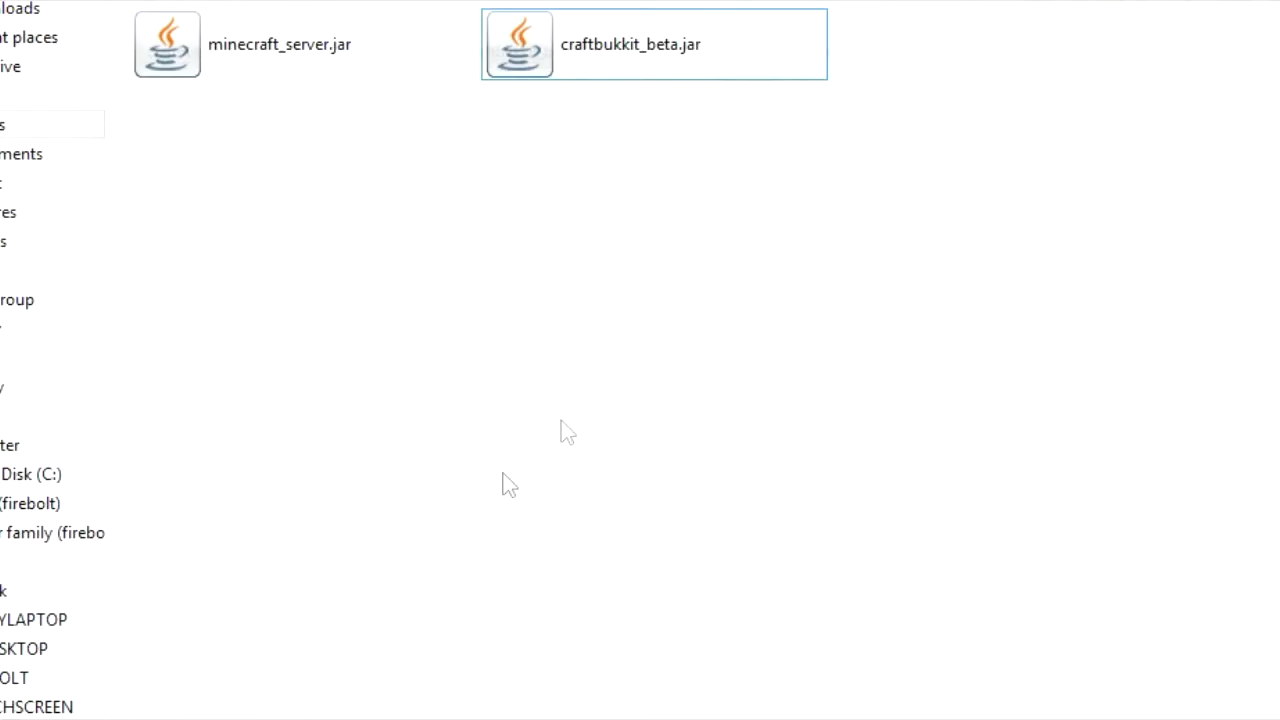 loads
t places
ive
minecraft_server.jar
craftbukkit_beta.jar
s
ments
res
s
roup
y
ter
Disk (C:)
(firebolt)
r family (firebo
k
YLAPTOP
SKTOP
OLT
CHSCREEN